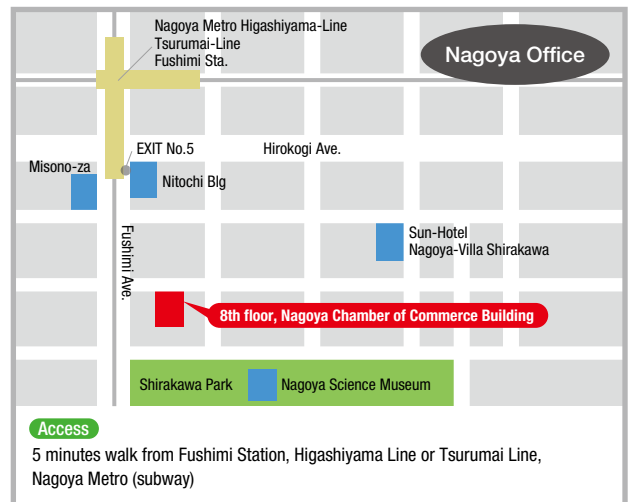 Nagoya Metro Higashiyama-Line
Tsurumai-Line
Fushimi Sta.
Nagoya Office
EXIT No.5
Hirokogi Ave.
Misono-za
Nitochi Blg
Fushimi Ave.
Sun-Hotel
Nagoya-Villa Shirakawa
8th floor, Nagoya Chamber of Commerce Building
Shirakawa Park
Nagoya Science Museum
Access
5 minutes walk from Fushimi Station, Higashiyama Line or Tsurumai Line,
Nagoya Metro (subway)